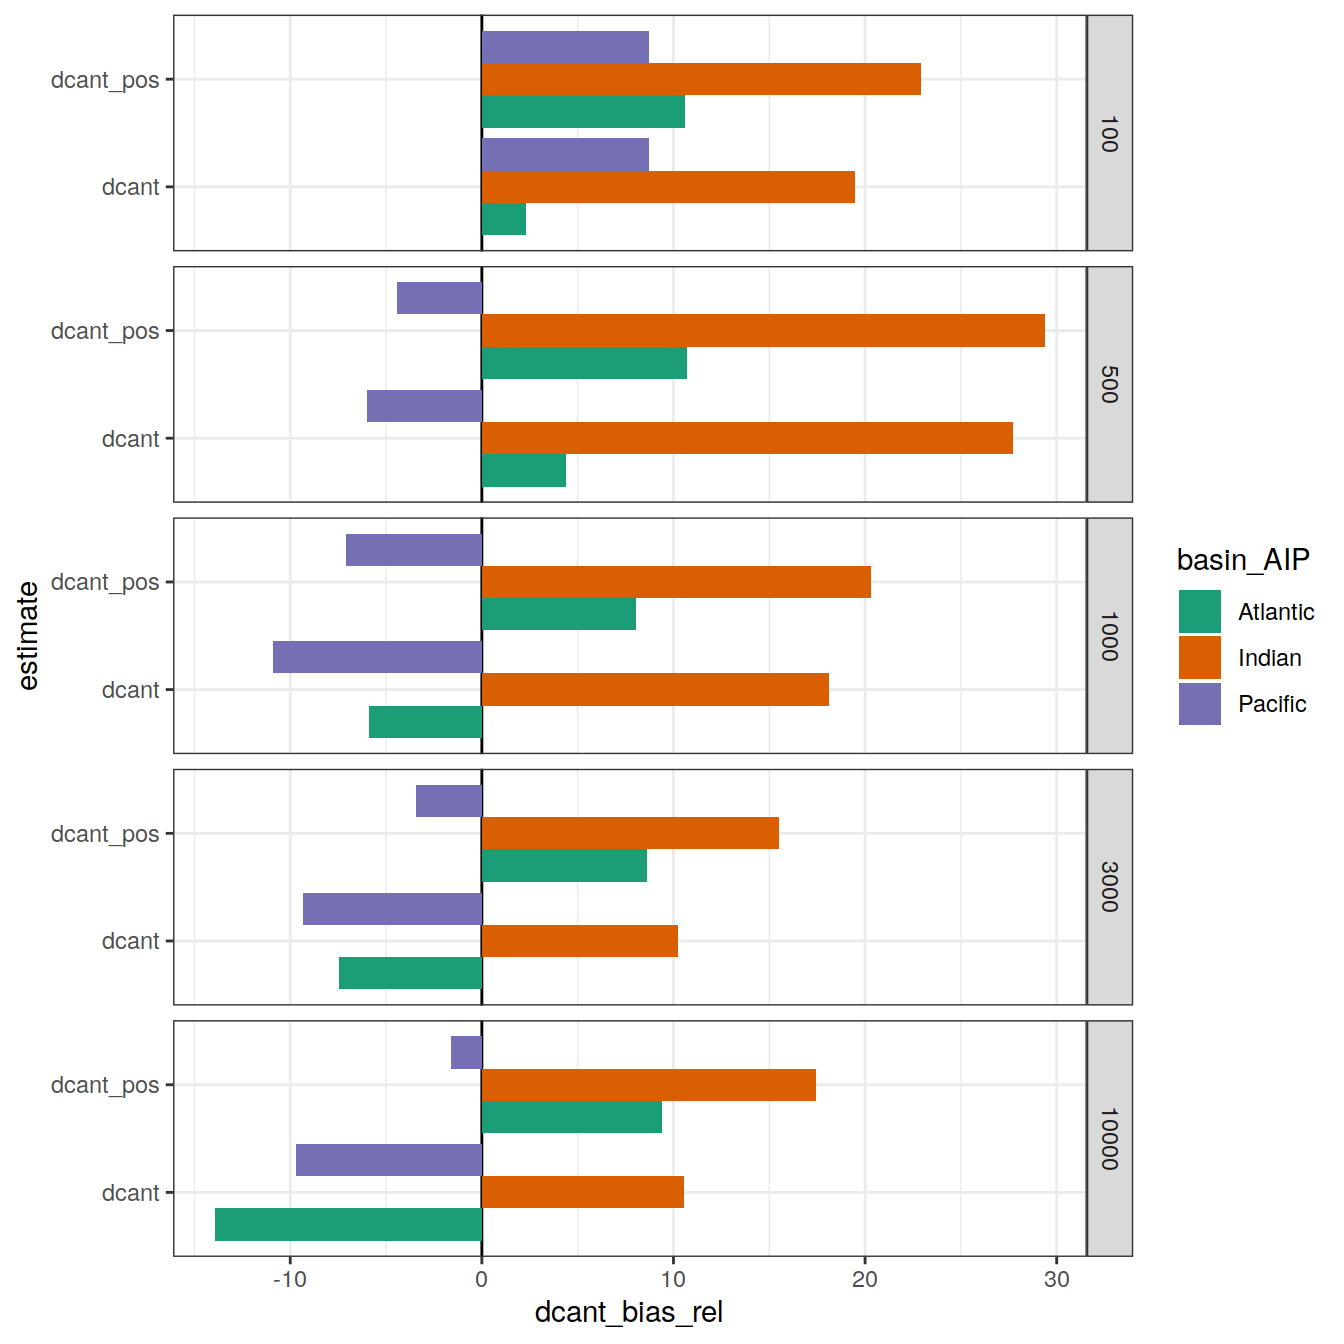 dcant_pos
dcant
100
dcant_pos
dcant
500
dcant_pos
dcant
1000
dcant_pos
dcant
3000
dcant_pos
dcant
10000
estimate
-10
0
10
20
30
dcant_bias_rel
basin_AIP
Atlantic
Indian
Pacific